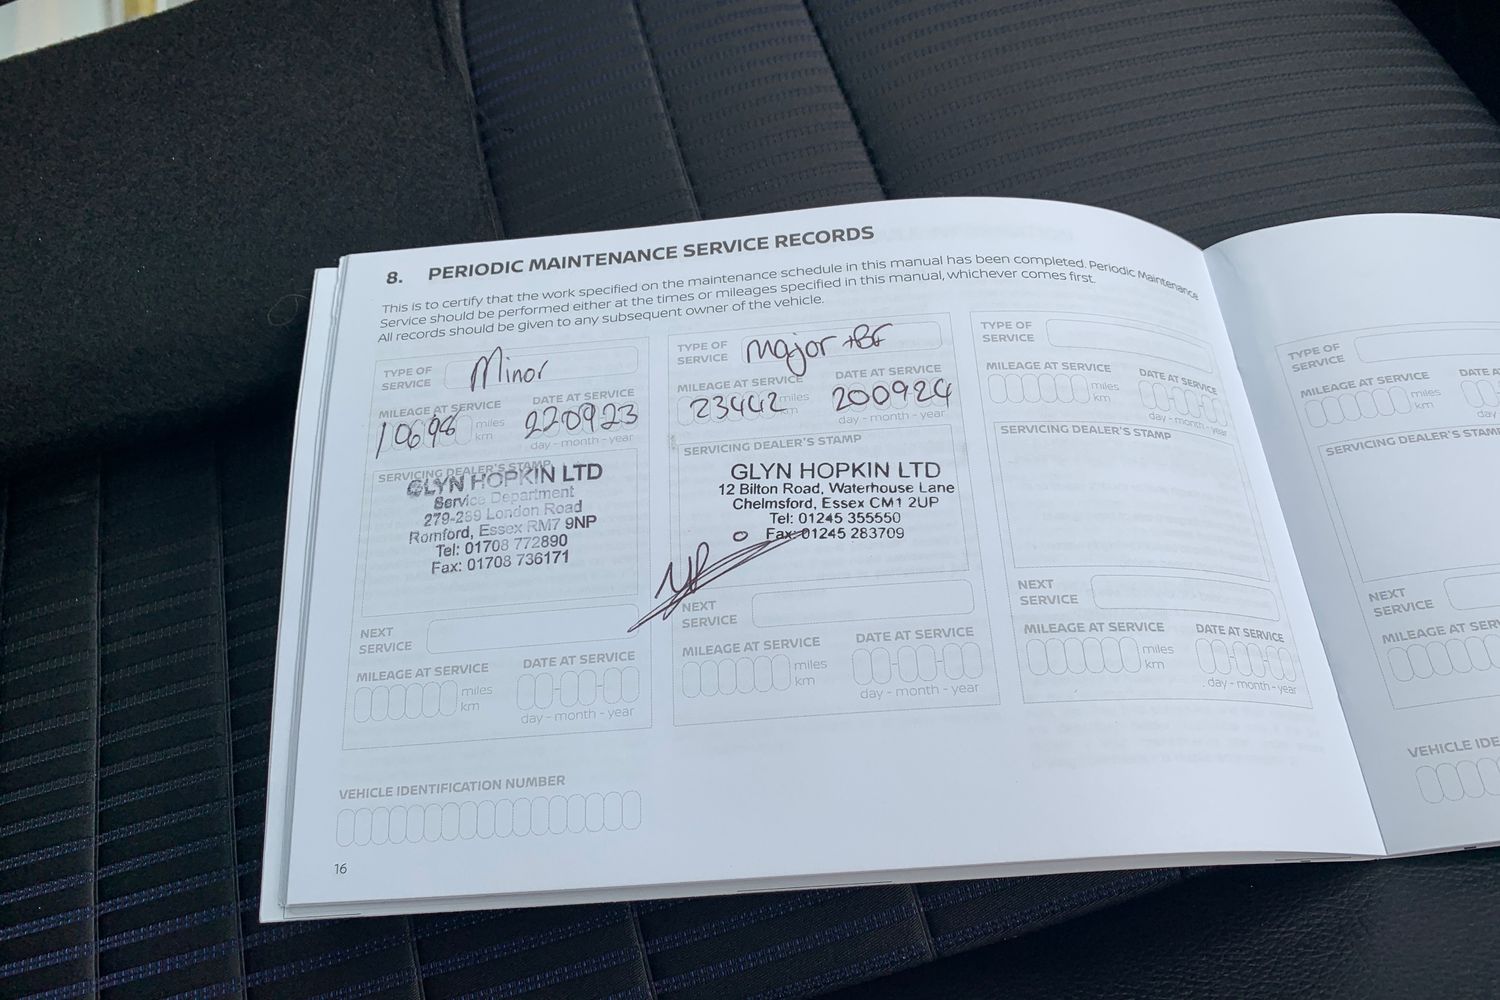 8. PERIODIC MAINTENANCE SERVICE RECORDS
This is to certify that the work specified on the maintenance schedule in this manual has been completed. Periodic Maintenance
Service should be performed either at the times or mileages specified in this manual, whichever comes first.
All records should be given to any subsequent owner of the vehicle.
TYPE OF
SERVICE
Minor
MILEAGE AT SERVICE
10698
miles
km
DATE AT SERVICE
220923
day - month - year
SERVICING DEALER'S STAMP
GLYN HOPKIN LTD
Service Department
279-289 London Road
Romford, Essex RM7 9NP
Tel: 01708 772890
Fax: 01708 736171
NEXT
SERVICE
MILEAGE AT SERVICE
miles
km
DATE AT SERVICE
day - month - year
TYPE OF
SERVICE
Major +BF
MILEAGE AT SERVICE
23442
miles
km
DATE AT SERVICE
200924
day - month - year
SERVICING DEALER'S STAMP
GLYN HOPKIN LTD
12 Bilton Road, Waterhouse Lane
Chelmsford, Essex CM1 2UP
Tel: 01245 355550
Fax: 01245 283709
NEXT
SERVICE
MILEAGE AT SERVICE
miles
km
DATE AT SERVICE
day - month - year
TYPE OF
SERVICE
MILEAGE AT SERVICE
miles
km
DATE AT SERVICE
day - month - year
SERVICING DEALER'S STAMP
NEXT
SERVICE
MILEAGE AT SERVICE
miles
km
DATE AT SERVICE
day - month - year
VEHICLE IDENTIFICATION NUMBER
16
TYPE OF
SERVICE
MILEAGE AT SERVICE
miles
km
day
SERVICING DEALER'S
NEXT
SERVICE
MILEAGE AT
VEHICLE